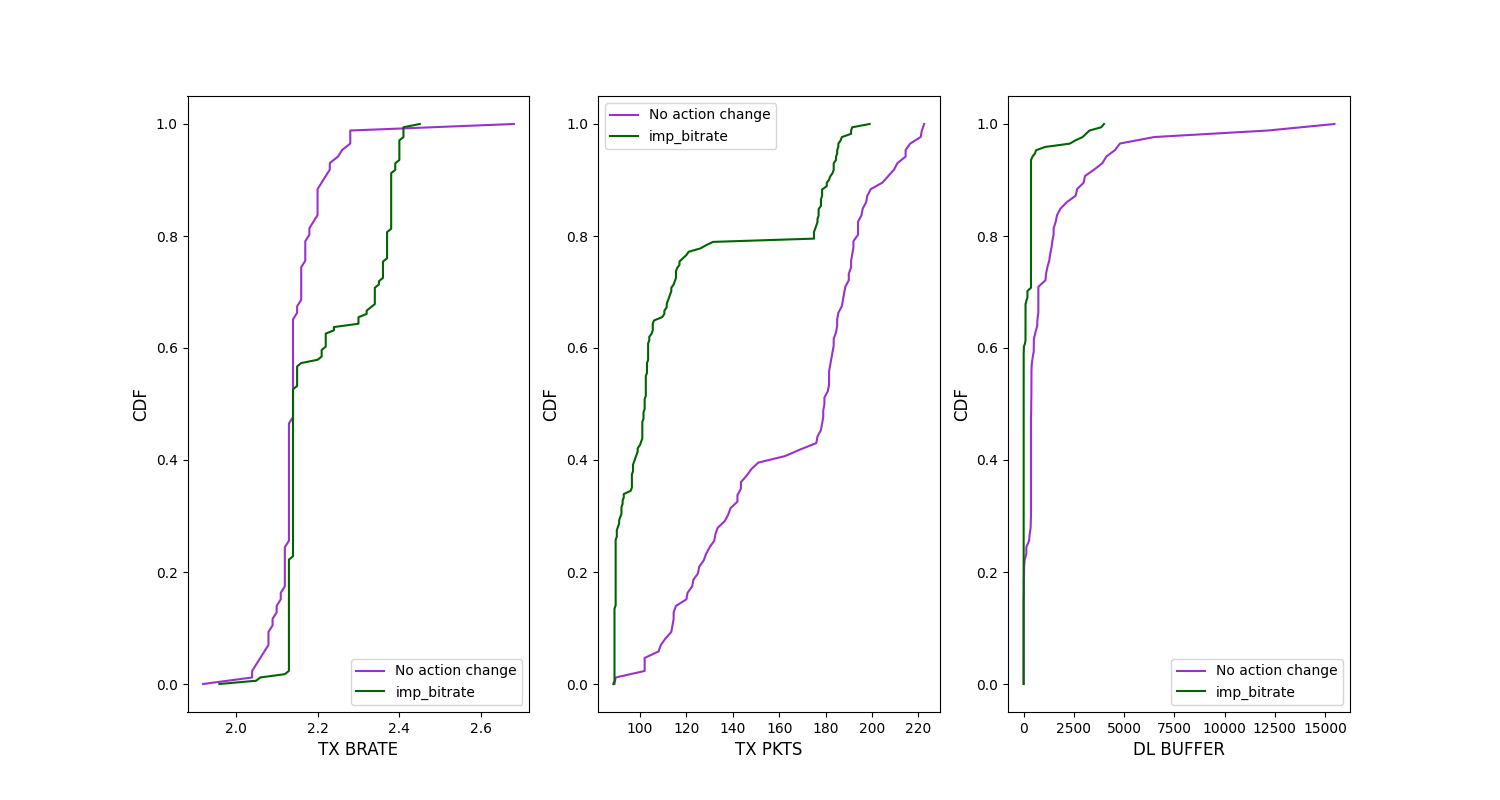 1.0
0.8
0.6
0.4
0.2
0.0
CDF
2.0 2.2 2.4 2.6
TX BRATE
No action change
imp_bitrate
No action change
imp_bitrate
1.0
0.8
0.6
0.4
0.2
0.0
CDF
100 120 140 160 180 200 220
TX PKTS
1.0
0.8
0.6
0.4
0.2
0.0
CDF
No action change
imp_bitrate
0 2500 5000 7500 10000 12500 15000
DL BUFFER